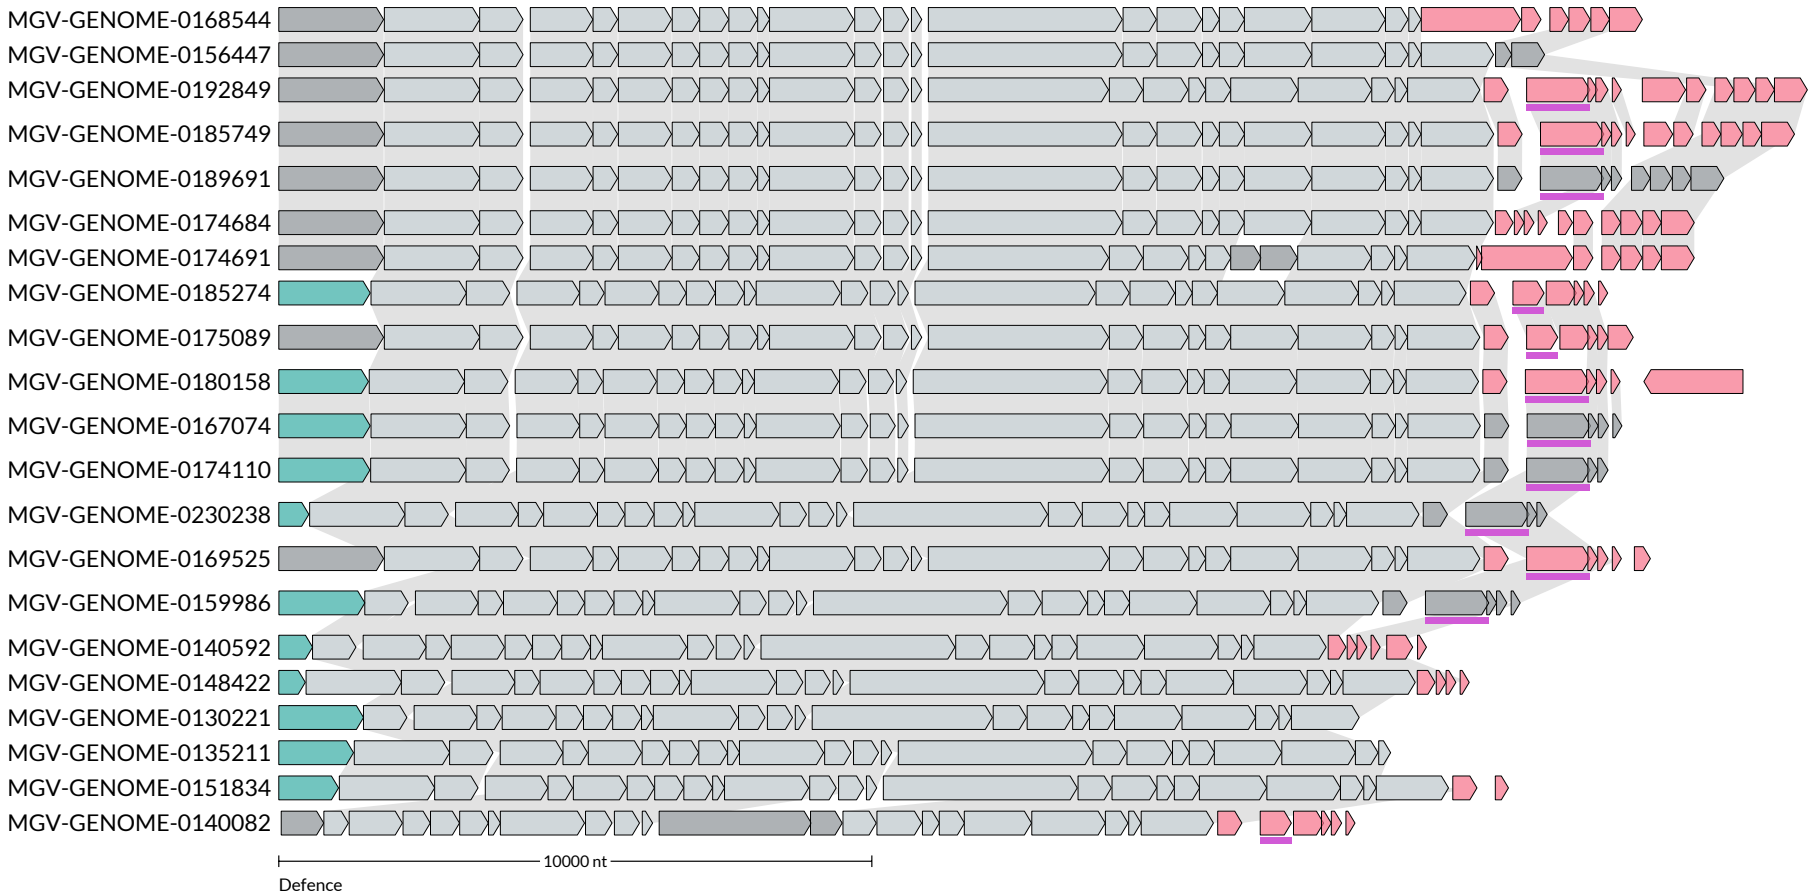 MGV-GENOME-0168544
MGV-GENOME-0156447
MGV-GENOME-0192849
MGV-GENOME-0185749
MGV-GENOME-0189691
MGV-GENOME-0174684
MGV-GENOME-0174691
MGV-GENOME-0185274
MGV-GENOME-0175089
MGV-GENOME-0180158
MGV-GENOME-0167074
MGV-GENOME-0174110
MGV-GENOME-0230238
MGV-GENOME-0169525
MGV-GENOME-0159986
MGV-GENOME-0140592
MGV-GENOME-0148422
MGV-GENOME-0130221
MGV-GENOME-0135211
MGV-GENOME-0151834
MGV-GENOME-0140082
10000 nt
Defence